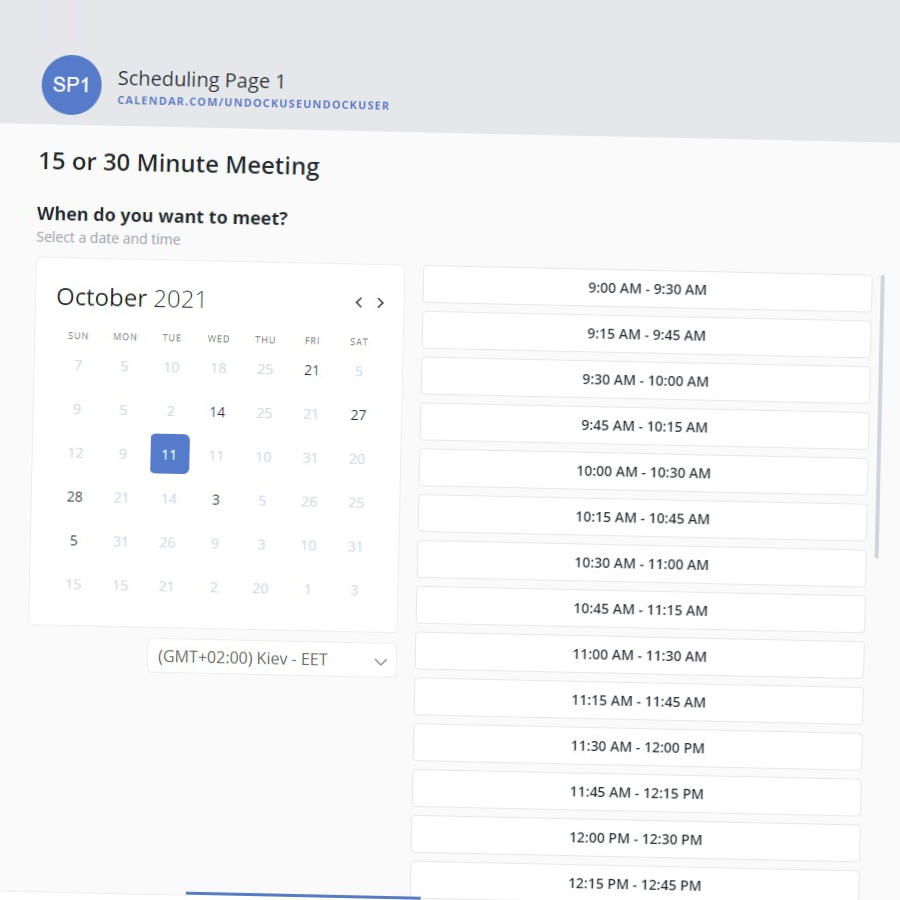 SP1
Scheduling Page 1
CALENDAR.COM/UNDOCKUSEUNDOCKUSER
15 or 30 Minute Meeting
When do you want to meet?
Select a date and time
October 2021
SUN MON TUE WED THU FRI SAT
7 5 10 18 25 21 5
9 5 2 14 25 21 27
12 9 11 11 10 31 20
28 21 14 3 5 26 25
5 31 26 9 3 10 31
15 15 21 2 20 1 3
(GMT+02:00) Kiev - EET
9:00 AM - 9:30 AM
9:15 AM - 9:45 AM
9:30 AM - 10:00 AM
9:45 AM - 10:15 AM
10:00 AM - 10:30 AM
10:15 AM - 10:45 AM
10:30 AM - 11:00 AM
10:45 AM - 11:15 AM
11:00 AM - 11:30 AM
11:15 AM - 11:45 AM
11:30 AM - 12:00 PM
11:45 AM - 12:15 PM
12:00 PM - 12:30 PM
12:15 PM - 12:45 PM